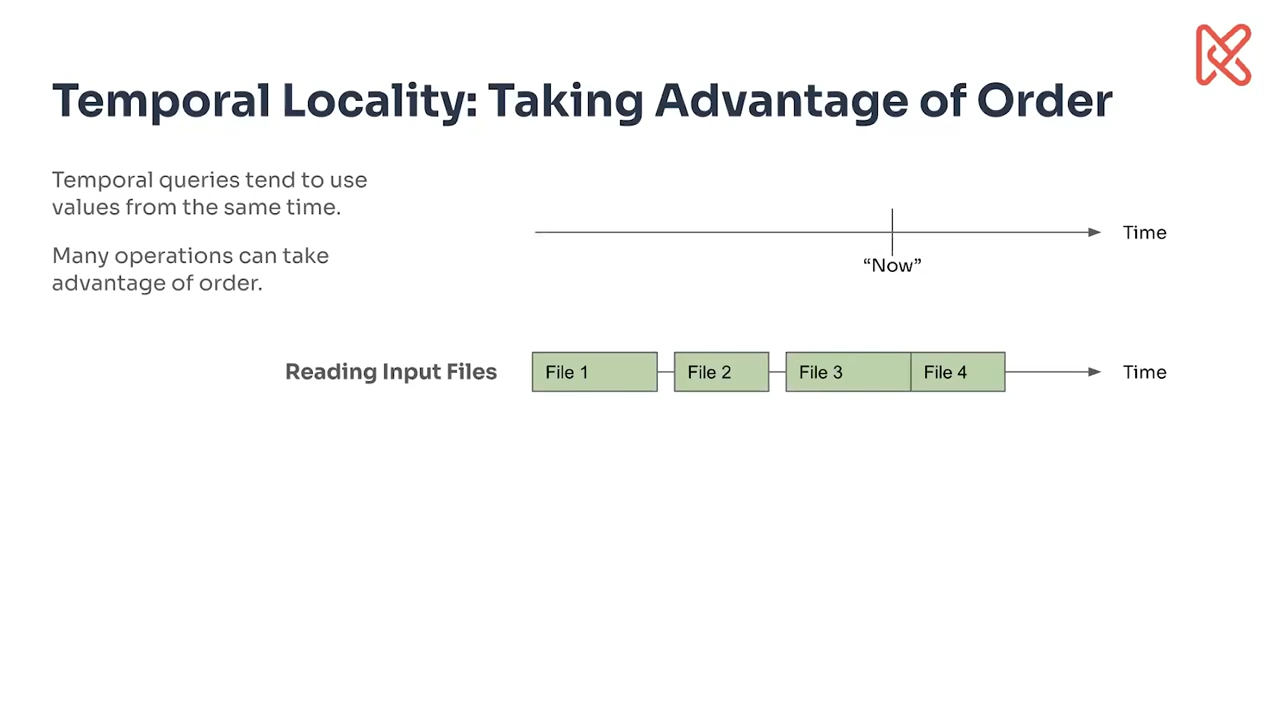 Temporal Locality: Taking Advantage of Order
Temporal queries tend to use
values from the same time.
Many operations can take
advantage of order.
Time
“Now”
Reading Input Files
File 1
File 2
File 3
File 4
Time